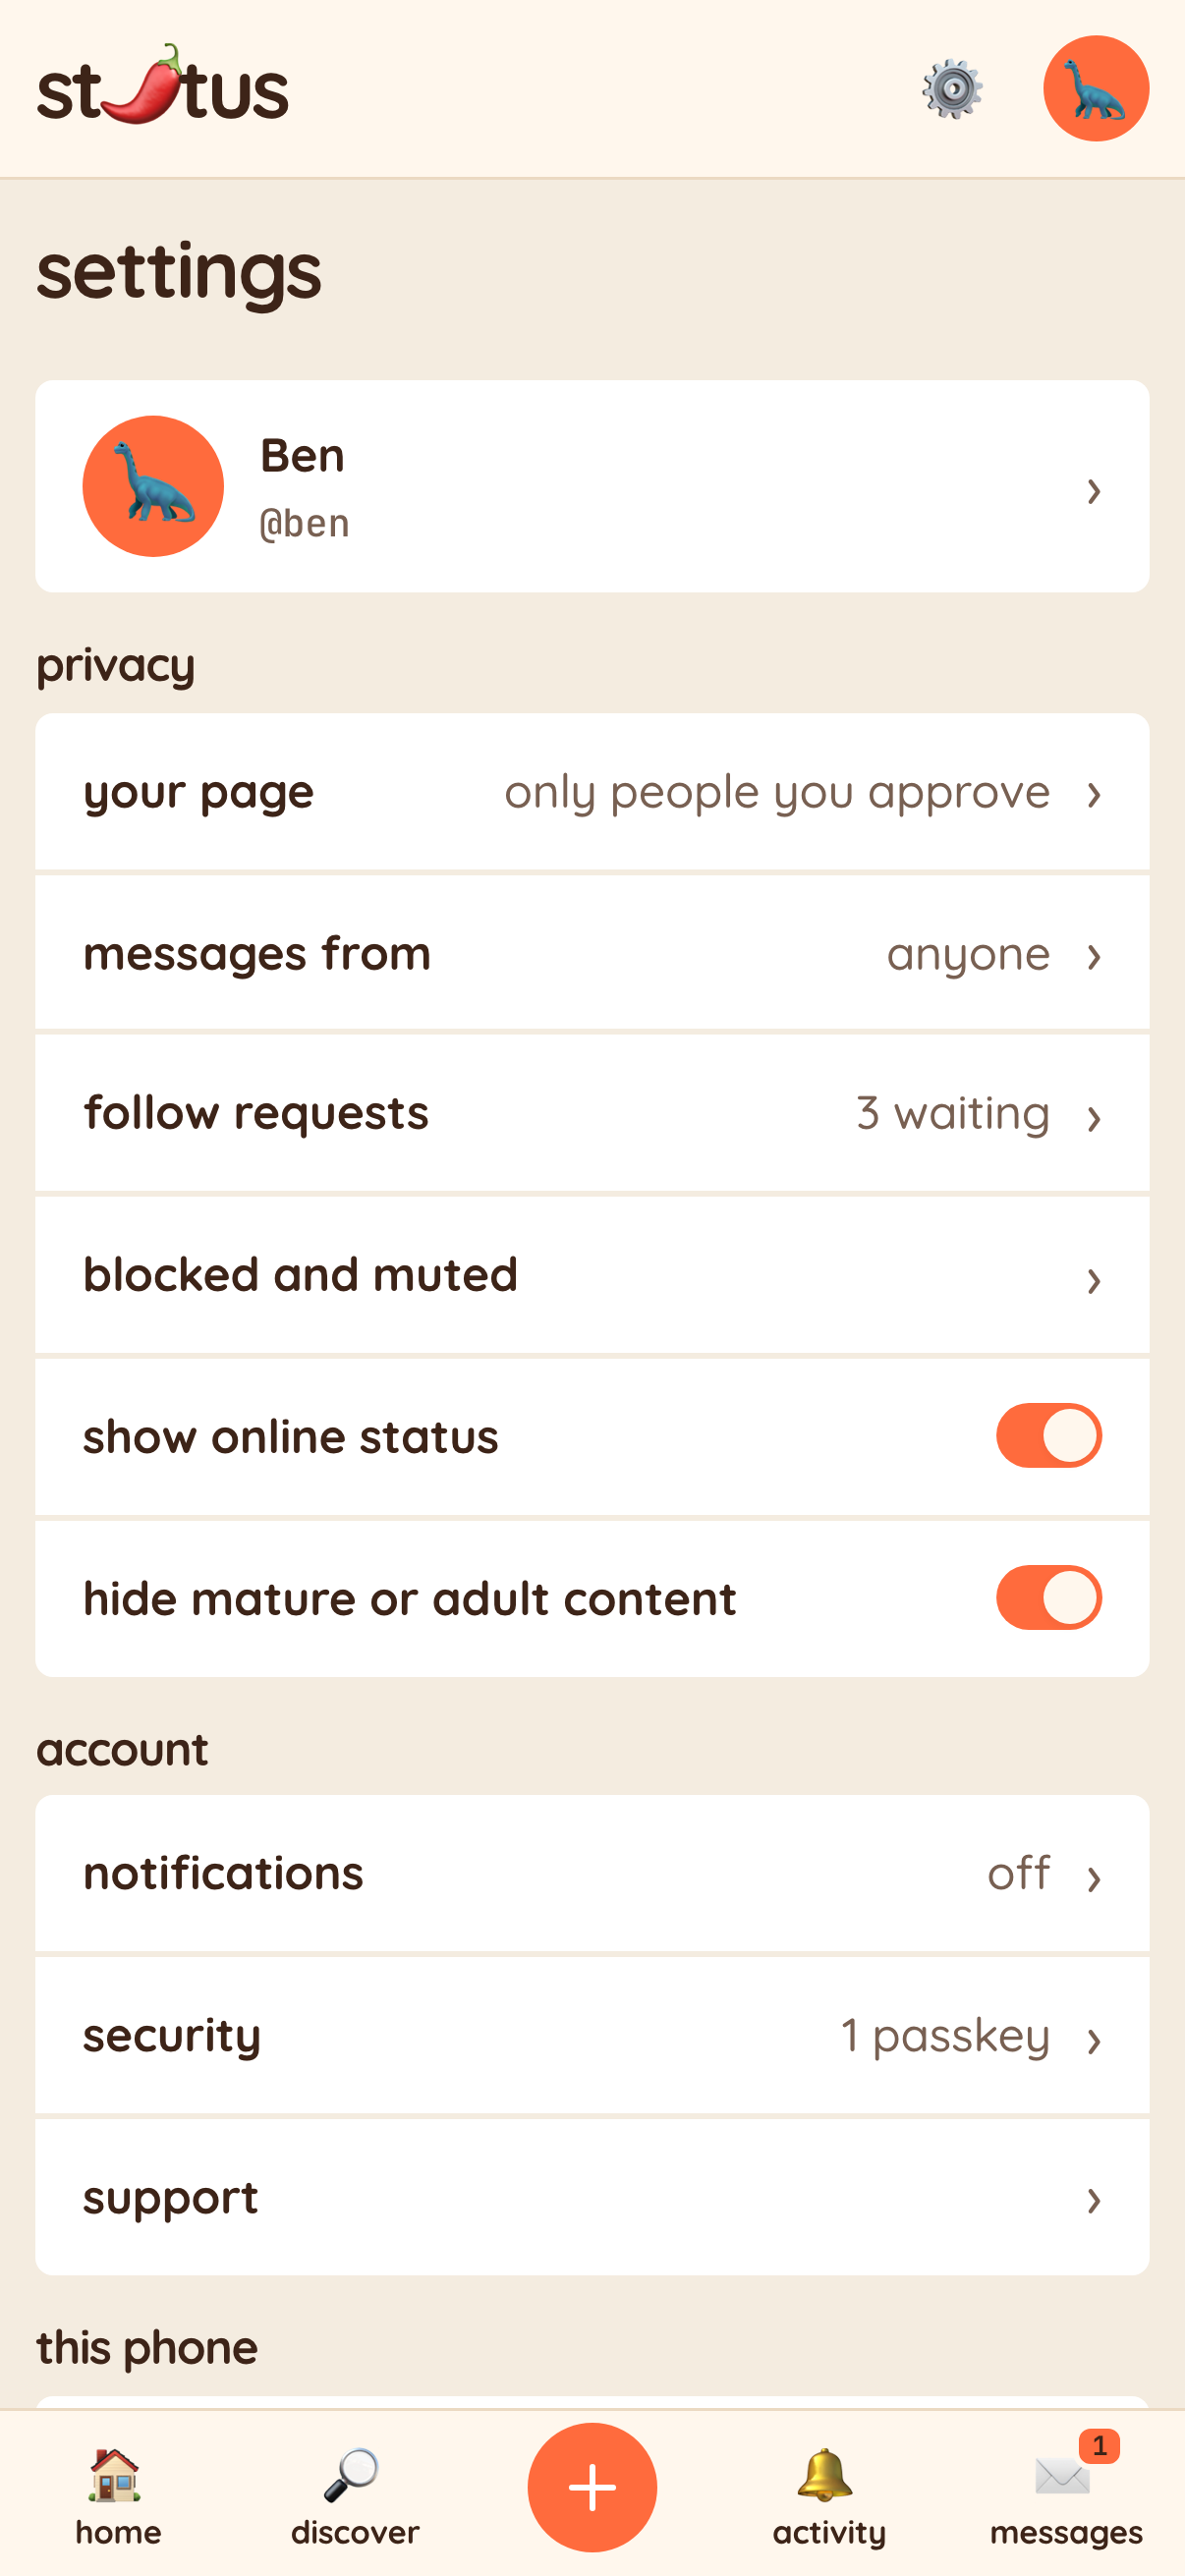 st🌶tus
settings
Ben
@ben
privacy
your page only people you approve
messages from anyone
follow requests 3 waiting
blocked and muted
show online status
hide mature or adult content
account
notifications off
security 1 passkey
support
this phone
1
home discover activity messages